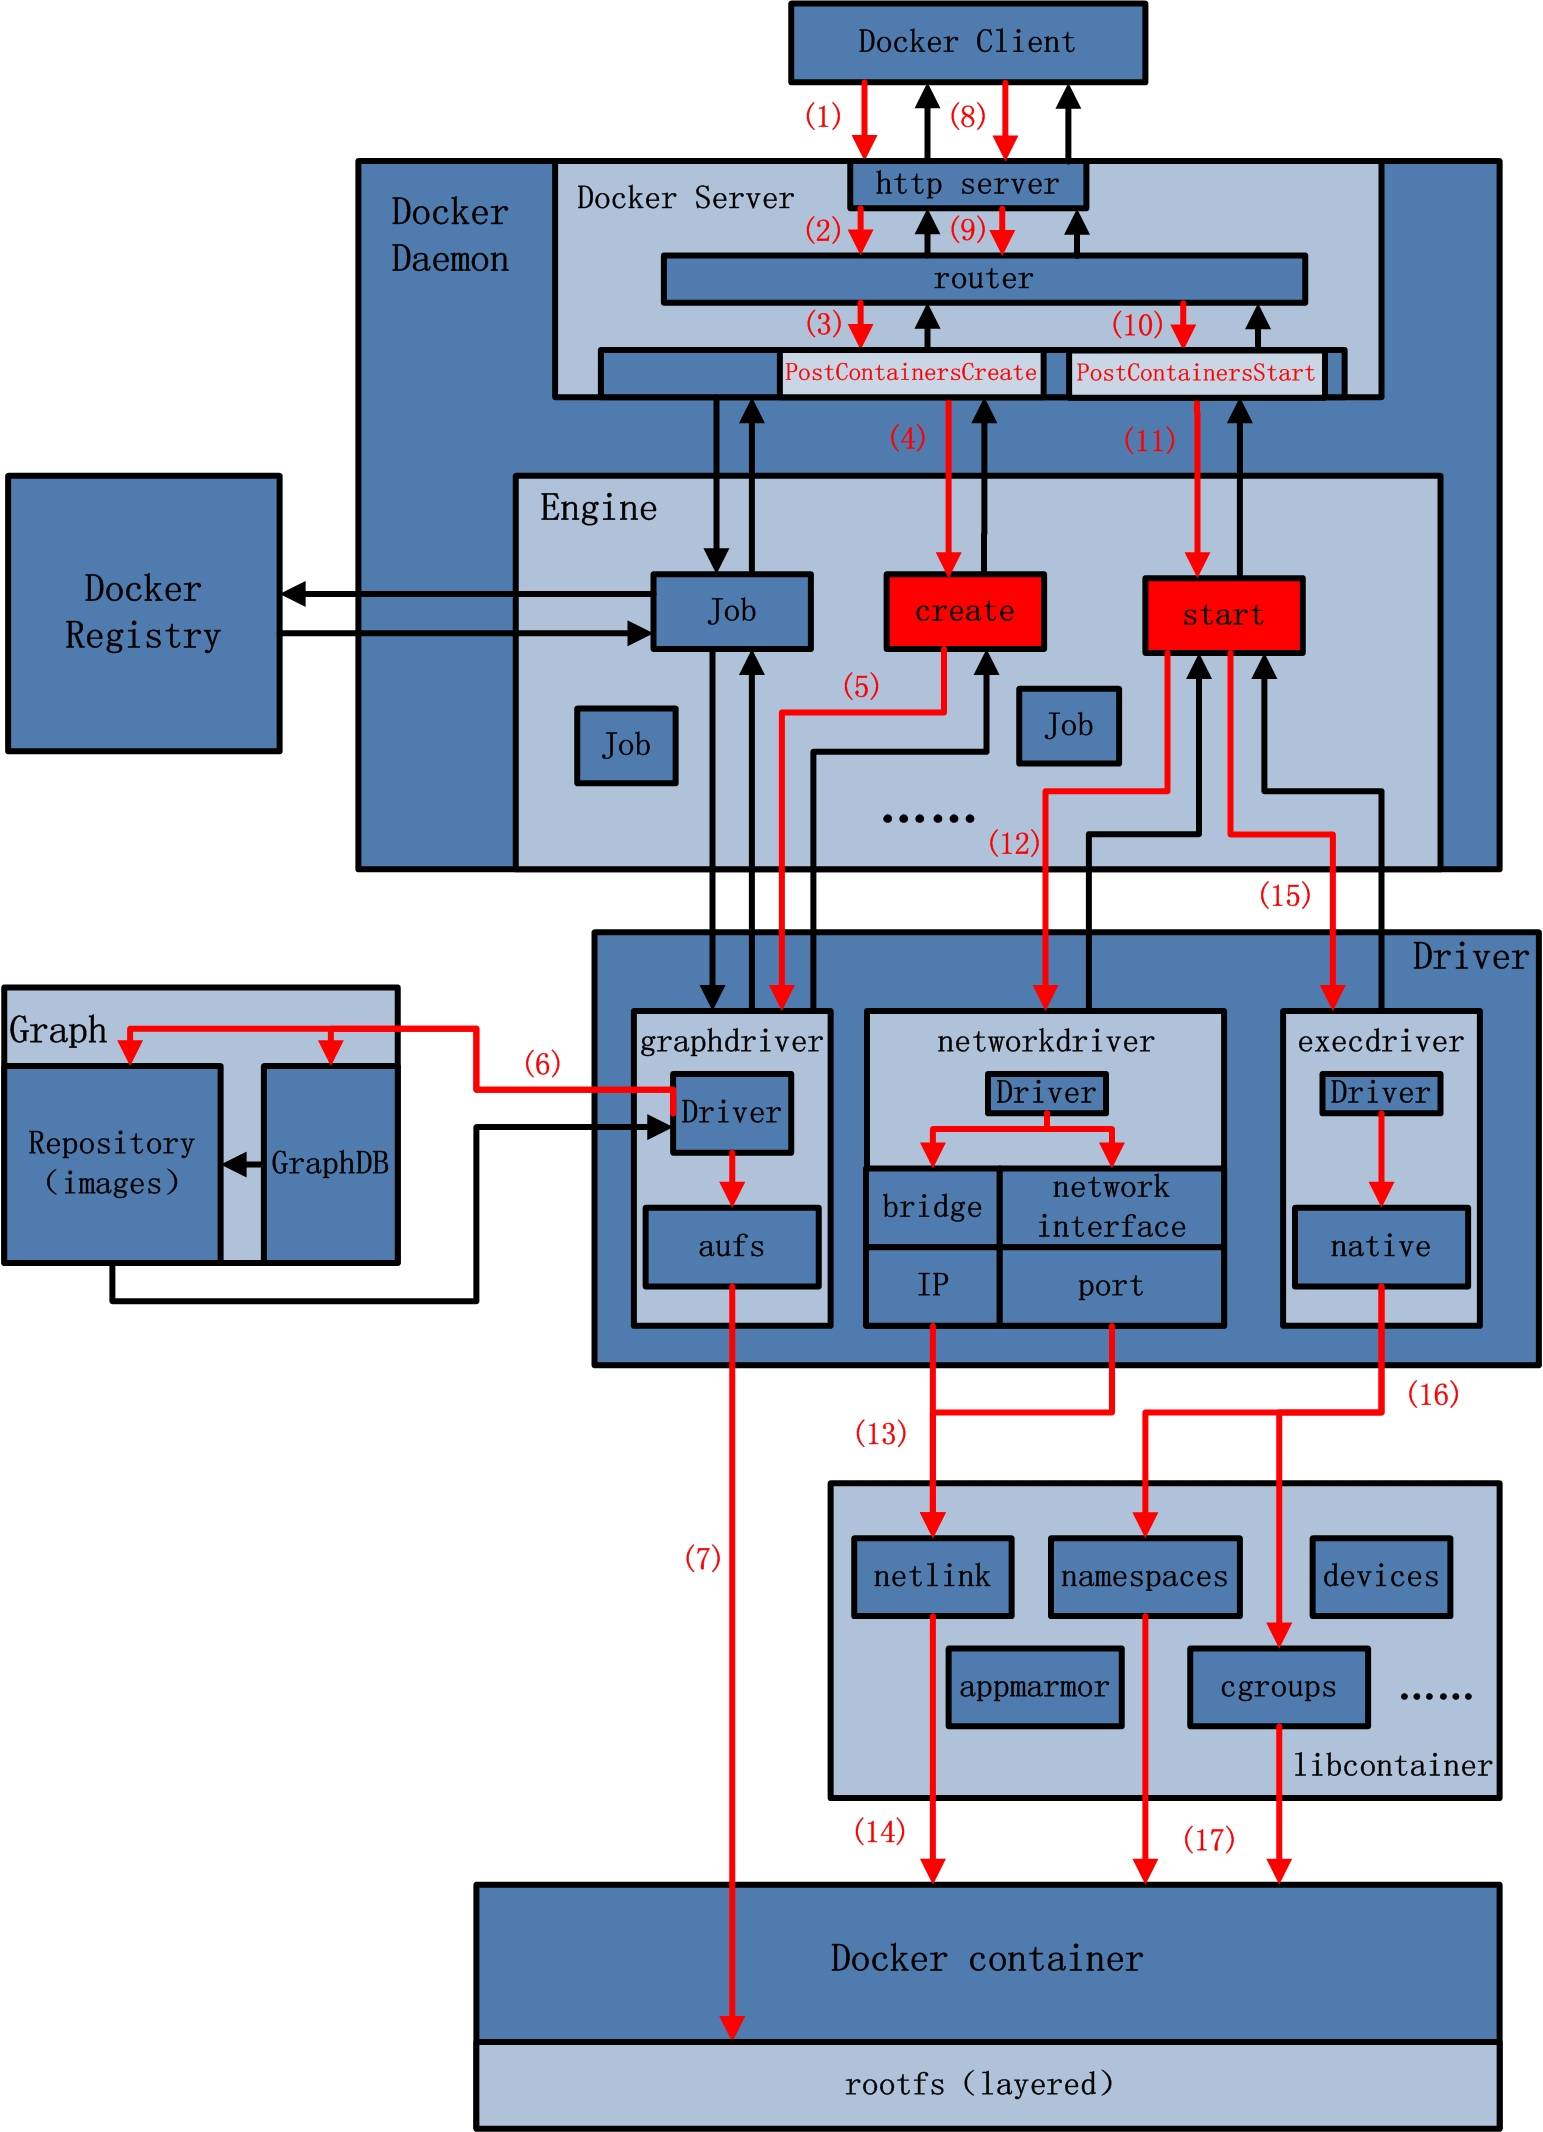 Docker Client
(1)
(8)
http server
Docker Server
Docker
Daemon
(2)
(9)
router
(3)
(10)
PostContainersCreate
PostContainersStart
(4)
(11)
Engine
Docker
Registry
Job
create
start
(5)
Job
Job
......
(12)
(15)
Driver
Graph
(6)
graphdriver
networkdriver
execdriver
Driver
Driver
Driver
Repository
(images)
GraphDB
bridge
network
interface
aufs
native
IP
port
(16)
(13)
(7)
netlink
namespaces
devices
appmarmor
cgroups
......
libcontainer
(14)
(17)
Docker container
rootfs (layered)